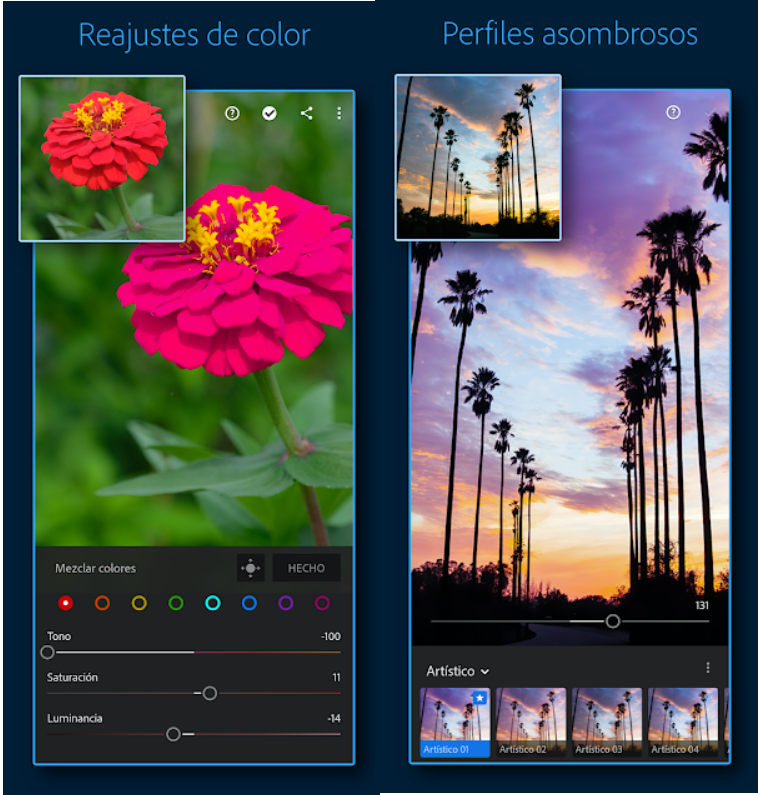 Reajustes de color
Mezclar colores
HECHO
Tono
-100
Saturación
11
Luminancia
-14
Perfiles asombrosos
131
Artístico
Artístico 01
Artístico 02
Artístico 03
Artístico 04